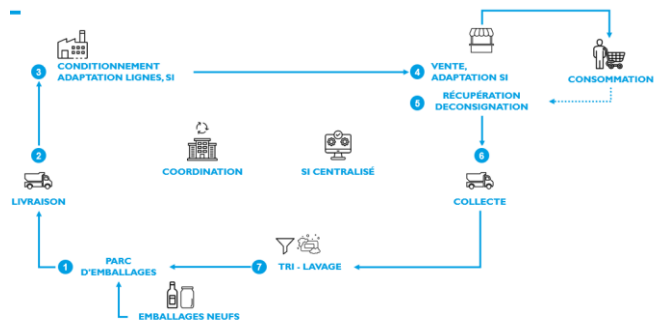 3 CONDITIONNEMENT
ADAPTATION LIGNES, SI
4 VENTE,
ADAPTATION SI
CONSOMMATION
5 RÉCUPÉRATION
DECONSIGNATION
2
6
COORDINATION
SI CENTRALISÉ
LIVRAISON
COLLECTE
1 PARC
D'EMBALLAGES
7
TRI - LAVAGE
EMBALLAGES NEUFS